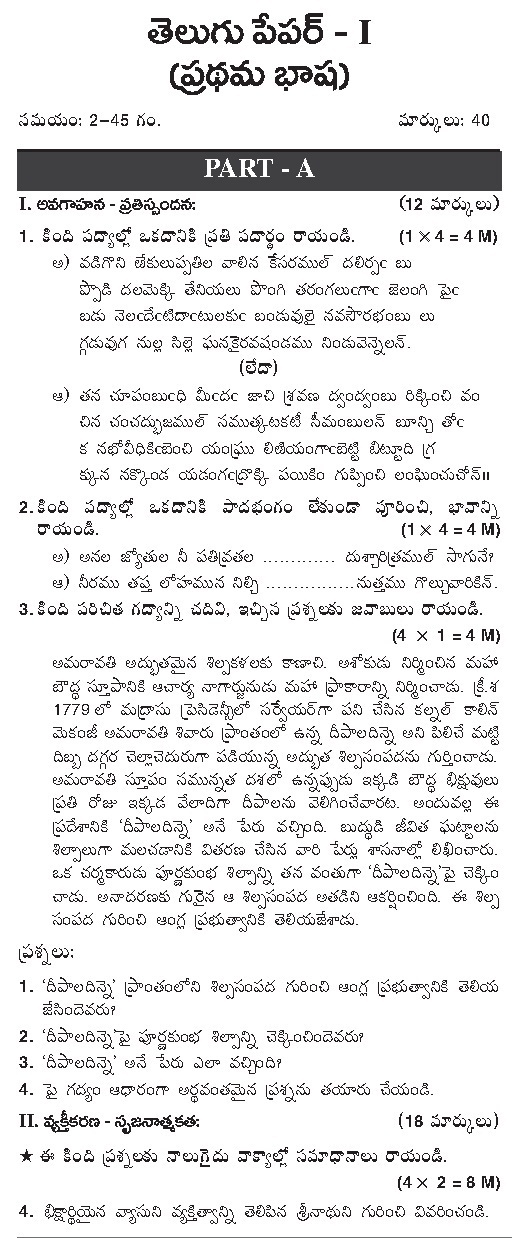 తెలుగు పేపర్ - I
(ప్రథమ భాష)
సమయం: 2-45 గం. మార్కులు: 40
PART - A
I. అవగాహన - ప్రతిస్పందన: (12 మార్కులు)
1. కింది పద్యాల్లో ఒకదానికి ప్రతి పదార్థం రాయండి. (1 × 4 = 4 M)
అ) వడిగొని లేకులుప్పతిల వాలిన కేసరముల్ దలిర్పఁ బు
ప్పొడి దలమెక్కి తేనియలు పొంగి తరంగలుఁగాఁ జెలంగి పైఁ
బడు నెలఁదేఁటిదాఁటులకుఁ బండువులై నవసౌరభంబు లు
గ్గడువుగ నుల్ల సిల్లె ఘనకైరవషండము నిండువెన్నెలన్.
(లేదా)
ఆ) తన చూపంబుఁధి మీఁదఁ జాచి శ్రవణ ద్వంద్వంబు రిక్కించి వం
చిన చంచద్భుజముల్ సముత్కటకటీ సీమంబులన్ బూన్చి తోఁ
క నభోవీధికిఁబెంచి యంఘ్రు లిఱియంగాఁబెట్టి బిట్టూది గ్ర
క్కున నక్కొండ యడంగఁద్రొక్కి పయికిం గుప్పించి లంఘించుచోన్॥
2. కింది పద్యాల్లో ఒకదానికి పాదభంగం లేకుండా పూరించి, భావాన్ని
రాయండి. (1 × 4 = 4 M)
అ) అనల జ్యోతుల నీ పతివ్రతల ............. దుశ్చారిత్రముల్ సాగునే?
ఆ) నీరము తప్త లోహమున నిల్చి ................నుత్తము గొల్చువారికిన్.
3. కింది పరిచిత గద్యాన్ని చదివి, ఇచ్చిన ప్రశ్నలకు జవాబులు రాయండి.
(4 × 1 = 4 M)
అమరావతి అద్భుతమైన శిల్పకళలకు కాణాచి. అశోకుడు నిర్మించిన మహా
బౌద్ధ స్తూపానికి ఆచార్య నాగార్జునుడు మహా ప్రాకారాన్ని నిర్మించాడు. క్రీ.శ
1779 లో మద్రాసు ప్రెసిడెన్సీలో సర్వేయర్‌గా పని చేసిన కల్నల్ కాలిన్
మెకంజీ అమరావతి శివారు ప్రాంతంలో ఉన్న దీపాలదిన్నె అని పిలిచే మట్టి
దిబ్బ దగ్గర చెల్లాచెదురుగా పడియున్న అద్భుత శిల్పసంపదను గుర్తించాడు.
అమరావతి స్తూపం సమున్నత దశలో ఉన్నప్పుడు ఇక్కడి బౌద్ధ భిక్షువులు
ప్రతి రోజు ఇక్కడ వేలాదిగా దీపాలను వెలిగించేవారట. అందువల్ల ఈ
ప్రదేశానికి 'దీపాలదిన్నె' అనే పేరు వచ్చింది. బుద్ధుడి జీవిత ఘట్టాలను
శిల్పాలుగా మలచడానికి వితరణ చేసిన వారి పేర్లు శాసనాల్లో లిఖించారు.
ఒక చర్మకారుడు పూర్ణకుంభ శిల్పాన్ని తన వంతుగా 'దీపాలదిన్నె'పై చెక్కిం
చాడు. అనాదరణకు గురైన ఆ శిల్పసంపద అతడిని ఆకర్షించింది. ఈ శిల్ప
సంపద గురించి ఆంగ్ల ప్రభుత్వానికి తెలియజేశాడు.
ప్రశ్నలు:
1. 'దీపాలదిన్నె' ప్రాంతంలోని శిల్పసంపద గురించి ఆంగ్ల ప్రభుత్వానికి తెలియ
జేసిందెవరు?
2. 'దీపాలదిన్నె'పై పూర్ణకుంభ శిల్పాన్ని చెక్కించిందెవరు?
3. 'దీపాలదిన్నె' అనే పేరు ఎలా వచ్చింది?
4. పై గద్యం ఆధారంగా అర్థవంతమైన ప్రశ్నను తయారు చేయండి.
II. వ్యక్తీకరణ - సృజనాత్మకత: (18 మార్కులు)
★ ఈ కింది ప్రశ్నలకు నాలుగైదు వాక్యాల్లో సమాధానాలు రాయండి.
(4 × 2 = 8 M)
4. భిక్షార్థియైన వ్యాసుని వ్యక్తిత్వాన్ని తెలిపిన శ్రీనాథుని గురించి వివరించండి.